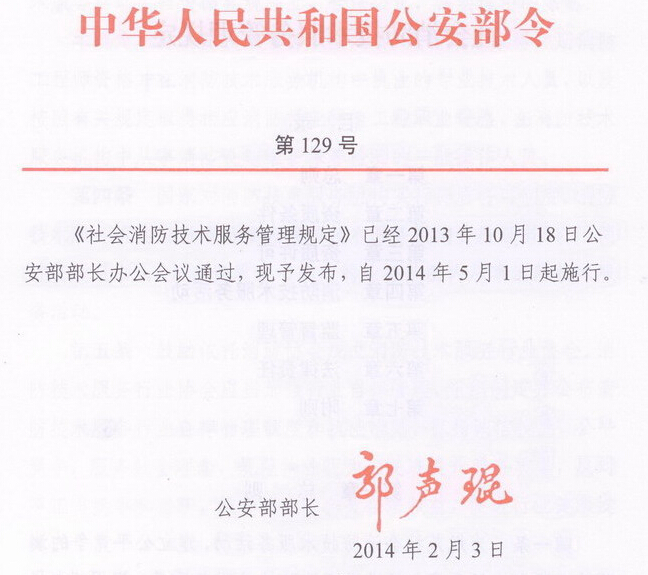 中华人民共和国公安部令
第 129 号
《社会消防技术服务管理规定》已经 2013 年 10 月 18 日公
安部部长办公会议通过，现予发布，自 2014 年 5 月 1 日起施行。
公安部部长 郭声琨
2014 年 2 月 3 日